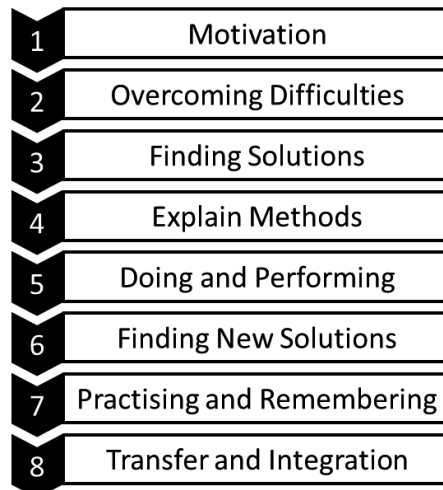 1 Motivation
2 Overcoming Difficulties
3 Finding Solutions
4 Explain Methods
5 Doing and Performing
6 Finding New Solutions
7 Practising and Remembering
8 Transfer and Integration